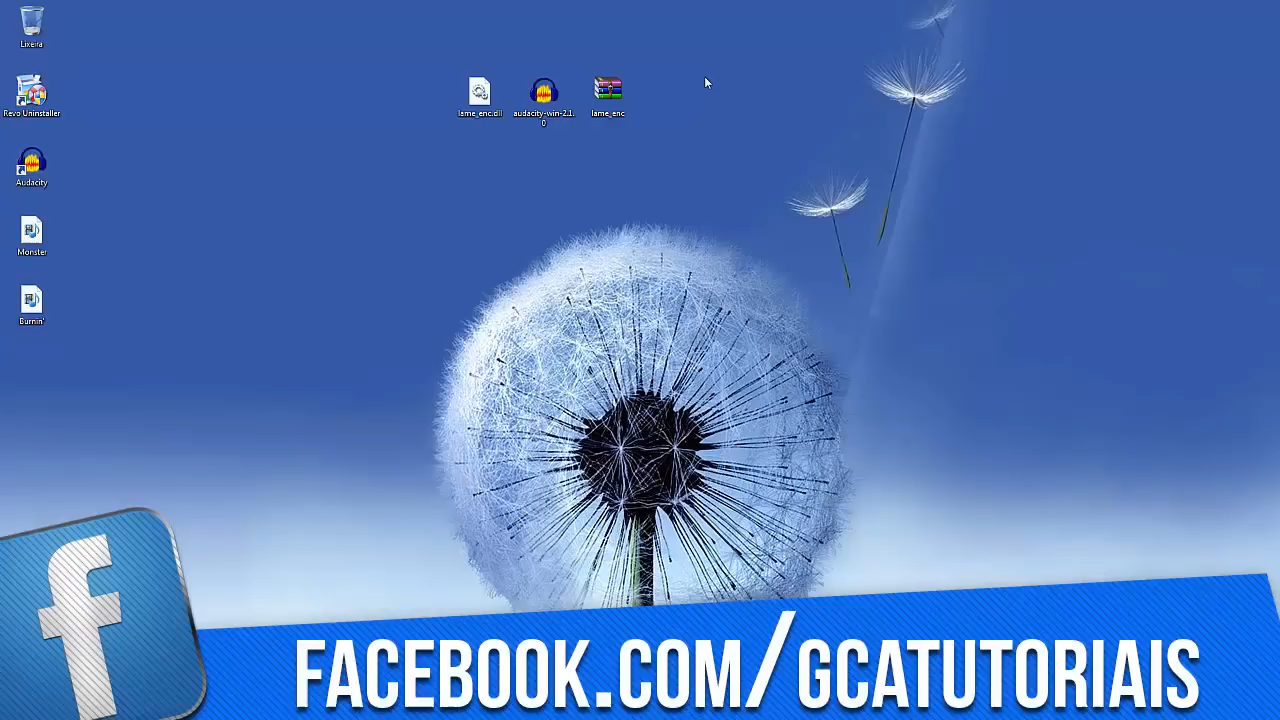 Lixeira
Revo Uninstaller
Audacity
Monster
Burnin'
lame_enc.dll
audacity-win-2.1.
0
lame_enc
FACEBOOK.COM/GCATUTORIAIS